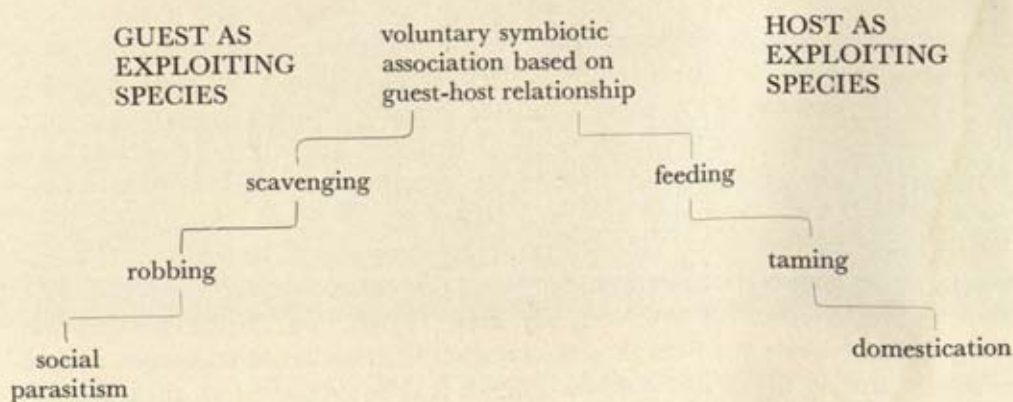 GUEST AS
EXPLOITING
SPECIES
voluntary symbiotic
association based on
guest-host relationship
HOST AS
EXPLOITING
SPECIES
scavenging
feeding
robbing
taming
social
parasitism
domestication